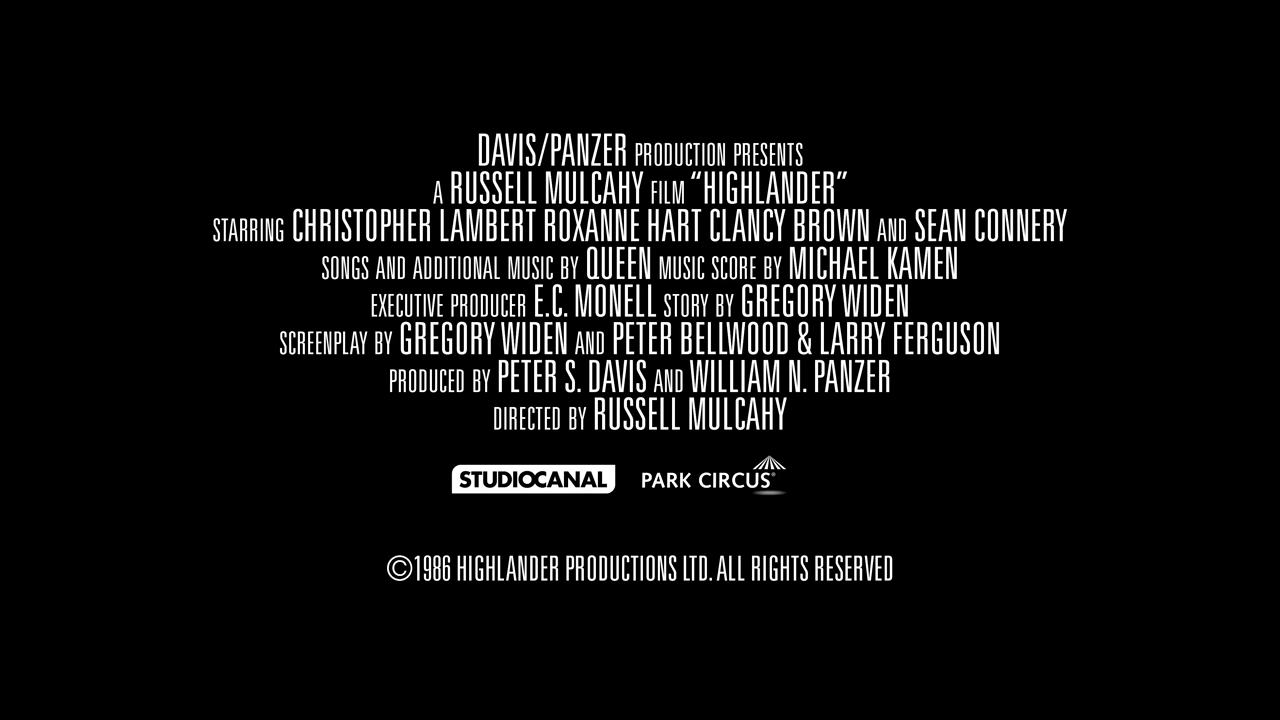 DAVIS/PANZER PRODUCTION PRESENTS
A RUSSELL MULCAHY FILM “HIGHLANDER”
STARRING CHRISTOPHER LAMBERT ROXANNE HART CLANCY BROWN AND SEAN CONNERY
SONGS AND ADDITIONAL MUSIC BY QUEEN MUSIC SCORE BY MICHAEL KAMEN
EXECUTIVE PRODUCER E.C. MONELL STORY BY GREGORY WIDEN
SCREENPLAY BY GREGORY WIDEN AND PETER BELLWOOD & LARRY FERGUSON
PRODUCED BY PETER S. DAVIS AND WILLIAM N. PANZER
DIRECTED BY RUSSELL MULCAHY
STUDIOCANAL PARK CIRCUS®
©1986 HIGHLANDER PRODUCTIONS LTD. ALL RIGHTS RESERVED